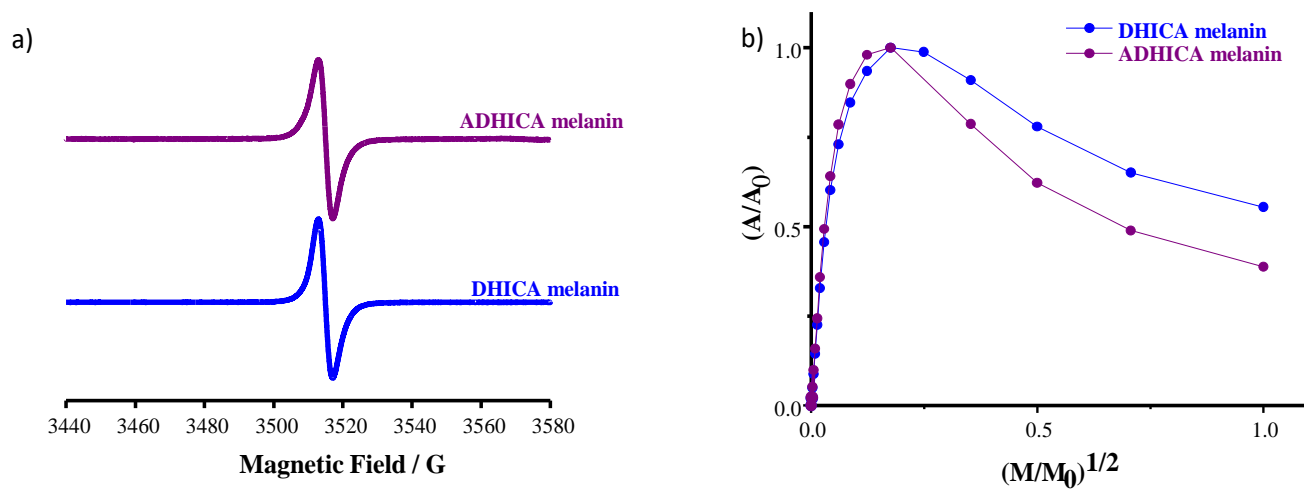 a)
ADHICA melanin
DHICA melanin
3440 3460 3480 3500 3520 3540 3560 3580
Magnetic Field / G
b)
DHICA melanin
ADHICA melanin
1.0
0.5
0.0
(A/A0)
0.0 0.5 1.0
(M/M0)1/2